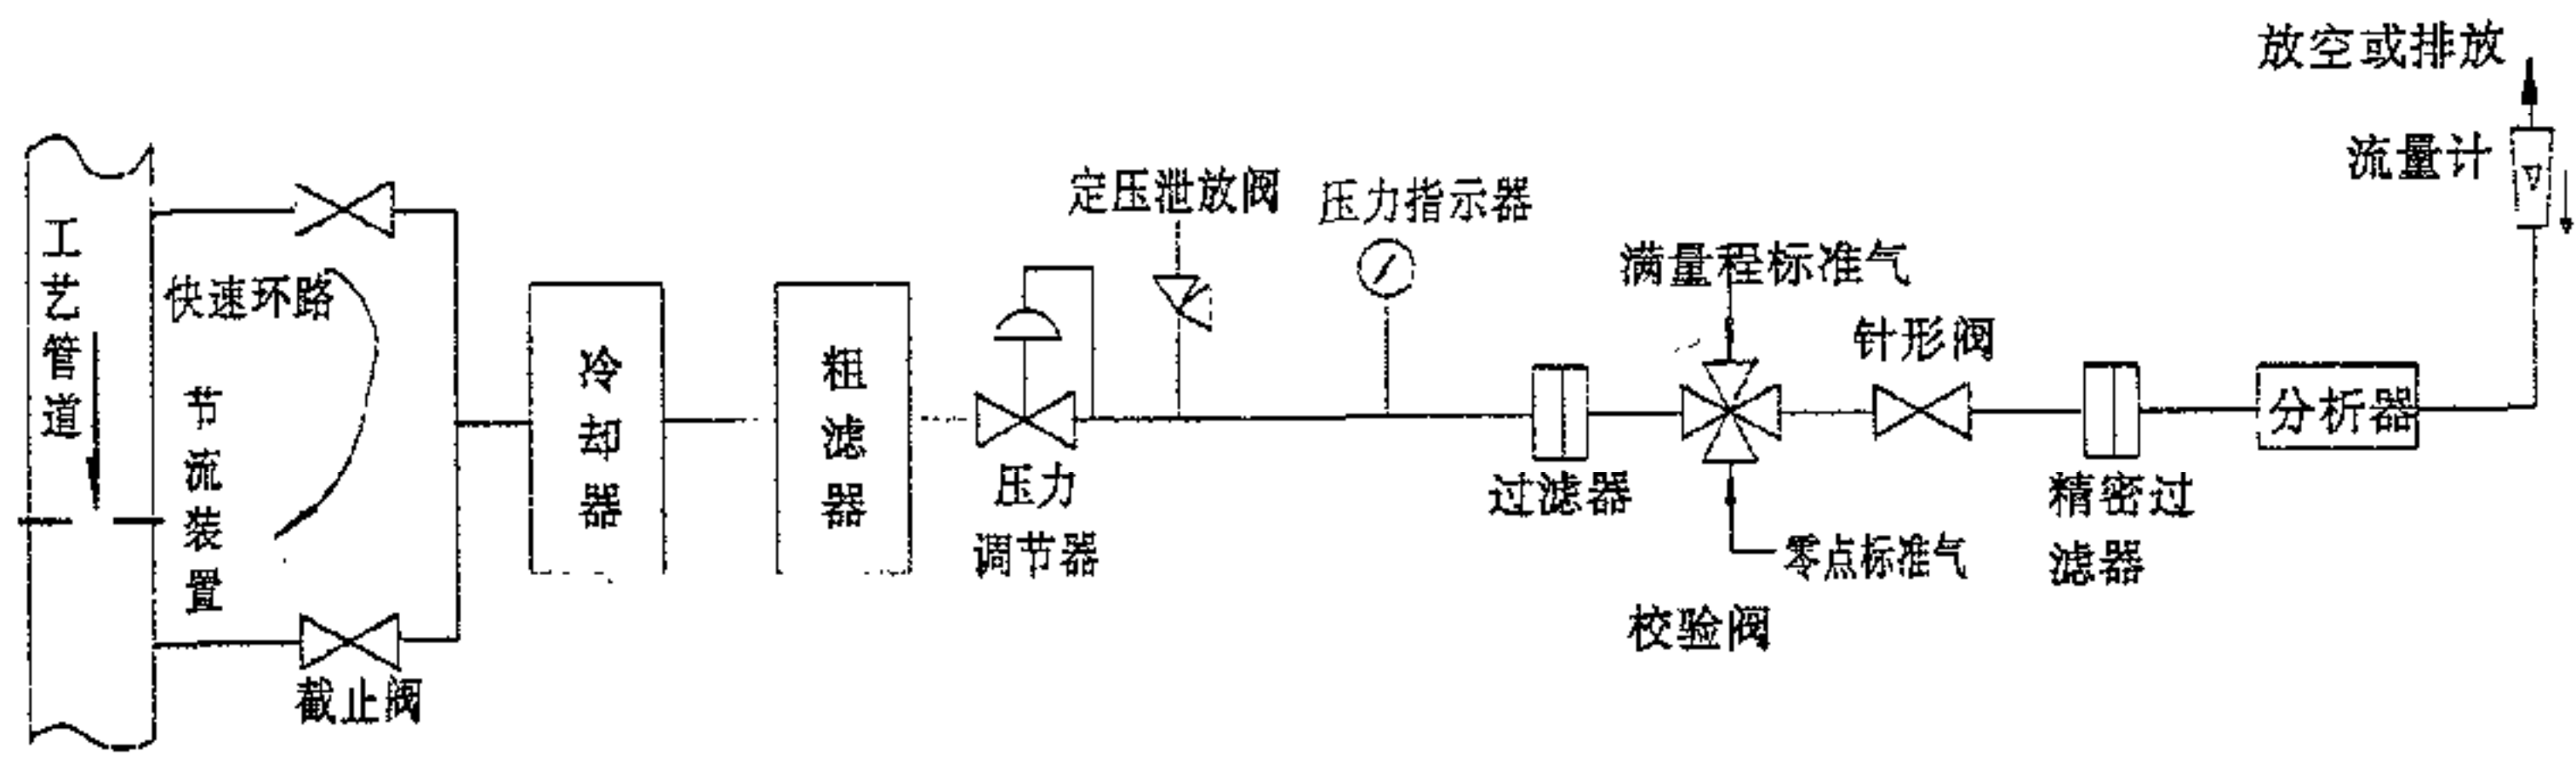 放空或排放
流量计
定压泄放阀
压力指示器
满量程标准气
针形阀
工艺管道
快速环路
节流装置
截止阀
冷却器
粗滤器
压力
调节器
过滤器
零点标准气
校验阀
精密过
滤器
分析器